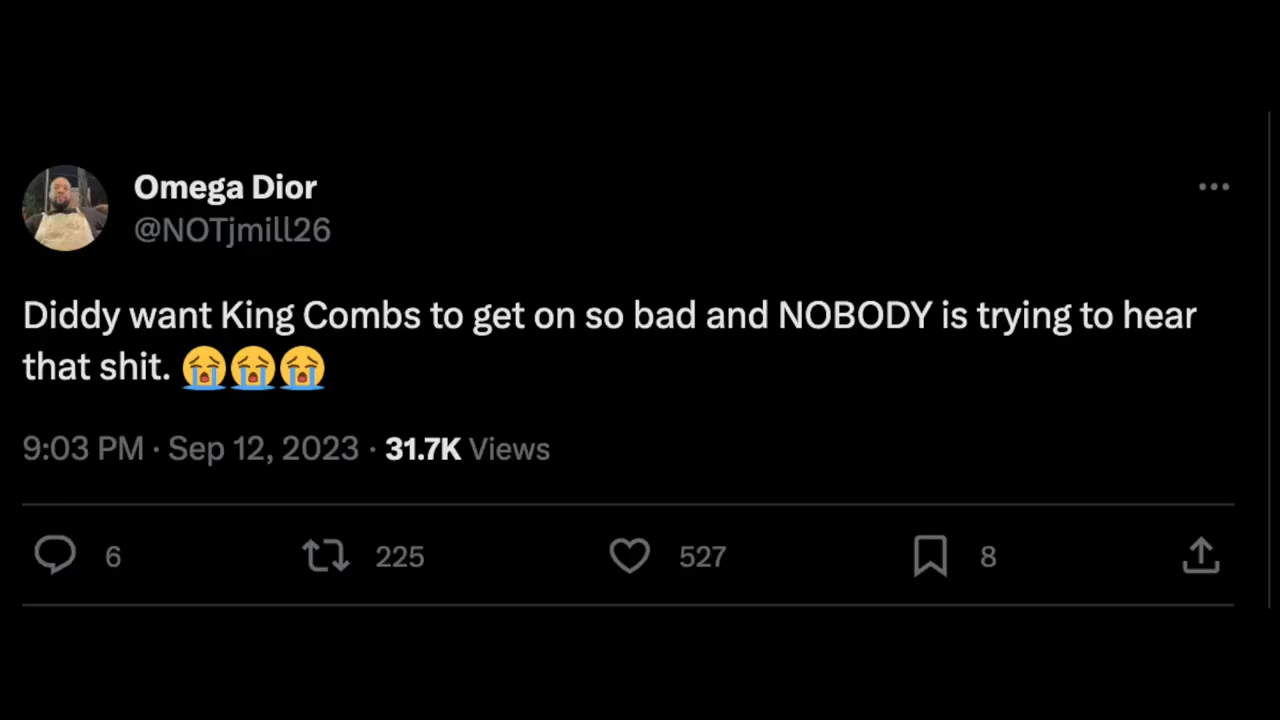 Omega Dior
@NOTjmill26
Diddy want King Combs to get on so bad and NOBODY is trying to hear
that shit. 😭😭😭
9:03 PM · Sep 12, 2023 · 31.7K Views
6 225 527 8